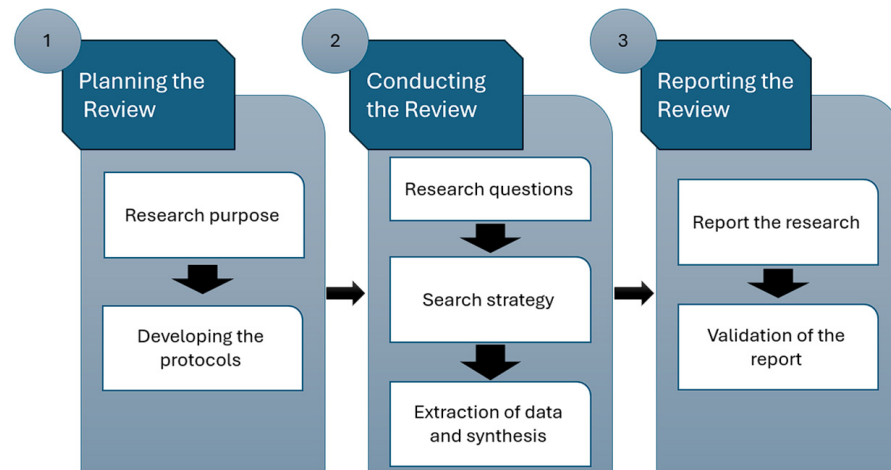 1
Planning the
Review
Research purpose
Developing the
protocols
2
Conducting
the Review
Research questions
Search strategy
Extraction of data
and synthesis
3
Reporting the
Review
Report the research
Validation of the
report